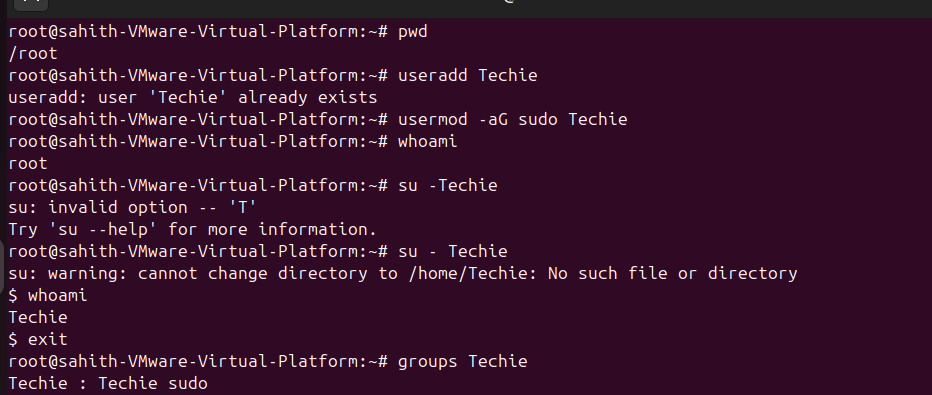 root@sahith-VMware-Virtual-Platform:~# pwd
/root
root@sahith-VMware-Virtual-Platform:~# useradd Techie
useradd: user 'Techie' already exists
root@sahith-VMware-Virtual-Platform:~# usermod -aG sudo Techie
root@sahith-VMware-Virtual-Platform:~# whoami
root
root@sahith-VMware-Virtual-Platform:~# su -Techie
su: invalid option -- 'T'
Try 'su --help' for more information.
root@sahith-VMware-Virtual-Platform:~# su - Techie
su: warning: cannot change directory to /home/Techie: No such file or directory
$ whoami
Techie
$ exit
root@sahith-VMware-Virtual-Platform:~# groups Techie
Techie : Techie sudo